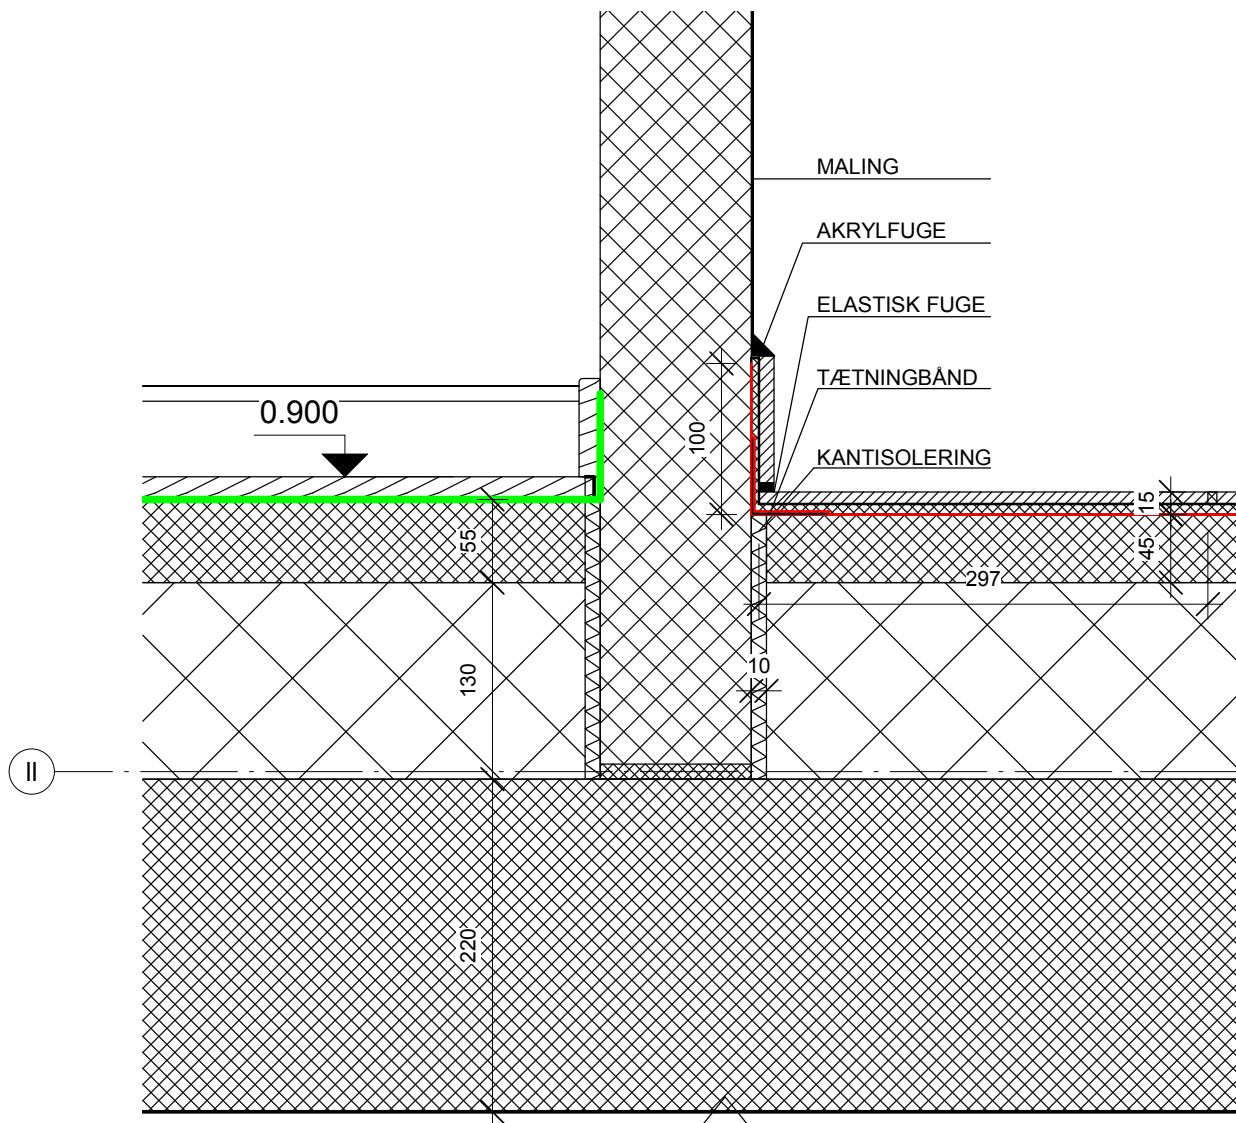 MALING
AKRYLFUGE
ELASTISK FUGE
TÆTNINGBÅND
0.900
100
KANTISOLERING
15
55
45
297
10
130
II
220